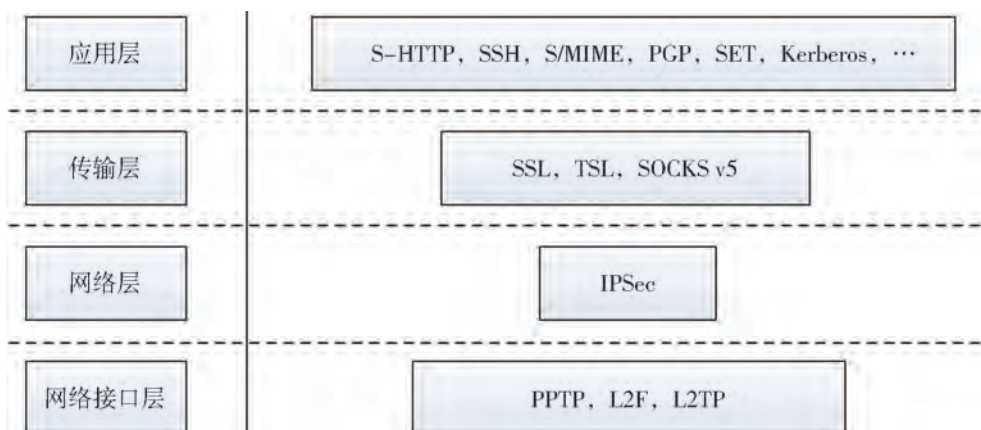 应用层
S-HTTP，SSH，S/MIME，PGP，SET，Kerberos，…
传输层
SSL，TSL，SOCKS v5
网络层
IPSec
网络接口层
PPTP，L2F，L2TP